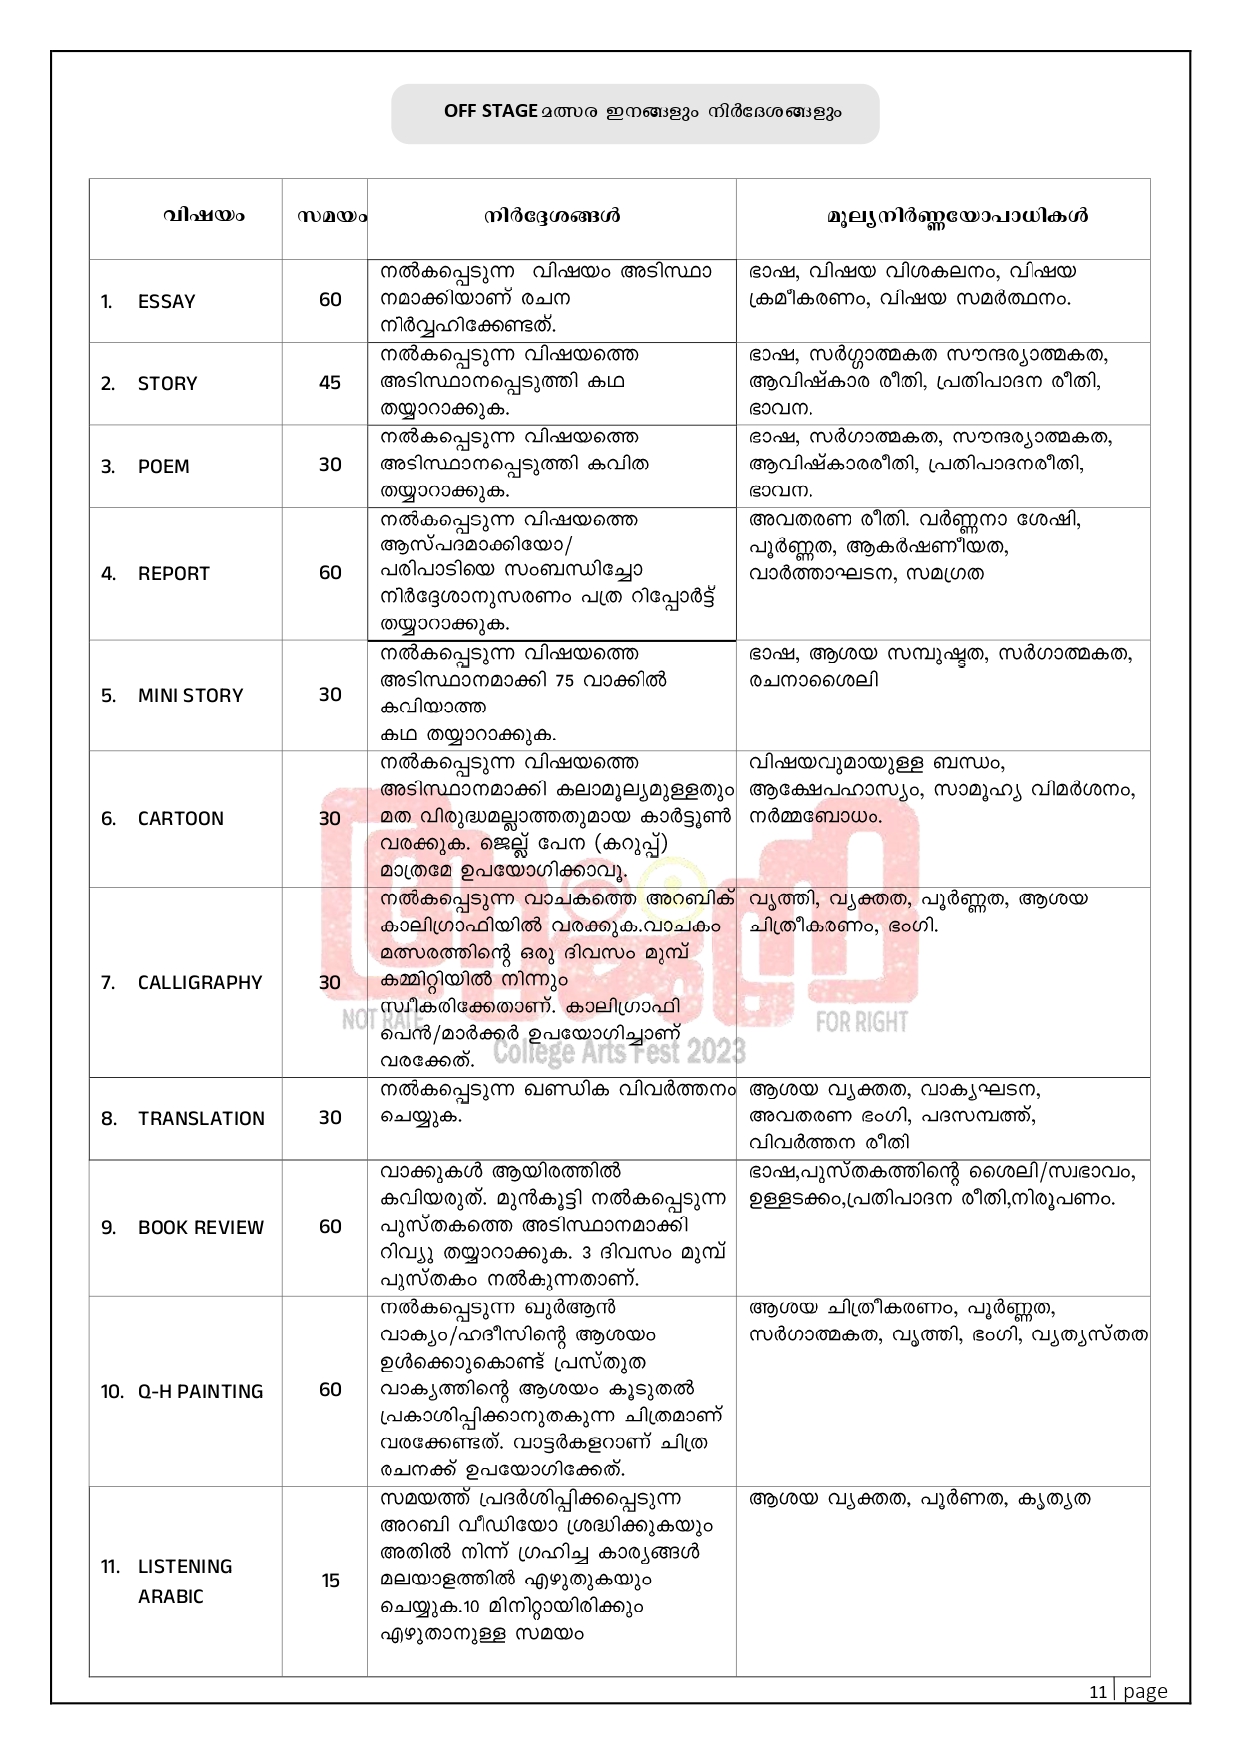 OFF STAGE മത്സര ഇനങ്ങളും നിർദേശങ്ങളും
വിഷയം
സമയം
നിർദ്ദേശങ്ങൾ
മൂല്യനിർണ്ണയോപാധികൾ
1. ESSAY
60
നൽകപ്പെടുന്ന വിഷയം അടിസ്ഥാ
നമാക്കിയാണ് രചന
നിർവ്വഹിക്കേണ്ടത്.
ഭാഷ, വിഷയ വിശകലനം, വിഷയ
ക്രമീകരണം, വിഷയ സമർത്ഥനം.
2. STORY
45
നൽകപ്പെടുന്ന വിഷയത്തെ
അടിസ്ഥാനപ്പെടുത്തി കഥ
തയ്യാറാക്കുക.
ഭാഷ, സർഗ്ഗാത്മകത സൗന്ദര്യാത്മകത,
ആവിഷ്കാര രീതി, പ്രതിപാദന രീതി,
ഭാവന.
3. POEM
30
നൽകപ്പെടുന്ന വിഷയത്തെ
അടിസ്ഥാനപ്പെടുത്തി കവിത
തയ്യാറാക്കുക.
ഭാഷ, സർഗാത്മകത, സൗന്ദര്യാത്മകത,
ആവിഷ്കാരരീതി, പ്രതിപാദനരീതി,
ഭാവന.
4. REPORT
60
നൽകപ്പെടുന്ന വിഷയത്തെ
ആസ്പദമാക്കിയോ/
പരിപാടിയെ സംബന്ധിച്ചോ
നിർദ്ദേശാനുസരണം പത്ര റിപ്പോർട്ട്
തയ്യാറാക്കുക.
അവതരണ രീതി. വർണ്ണനാ ശേഷി,
പൂർണ്ണത, ആകർഷണീയത,
വാർത്താഘടന, സമഗ്രത
5. MINI STORY
30
നൽകപ്പെടുന്ന വിഷയത്തെ
അടിസ്ഥാനമാക്കി 75 വാക്കിൽ
കവിയാത്ത
കഥ തയ്യാറാക്കുക.
ഭാഷ, ആശയ സമ്പുഷ്ടത, സർഗാത്മകത,
രചനാശൈലി
6. CARTOON
30
നൽകപ്പെടുന്ന വിഷയത്തെ
അടിസ്ഥാനമാക്കി കലാമൂല്യമുള്ളതും
മത വിരുദ്ധമല്ലാത്തതുമായ കാർട്ടൂൺ
വരക്കുക. ജെല്ല് പേന (കറുപ്പ്)
മാത്രമേ ഉപയോഗിക്കാവൂ.
വിഷയവുമായുള്ള ബന്ധം,
ആക്ഷേപഹാസ്യം, സാമൂഹ്യ വിമർശനം,
നർമ്മബോധം.
7. CALLIGRAPHY
30
നൽകപ്പെടുന്ന വാചകത്തെ അറബിക്
കാലിഗ്രാഫിയിൽ വരക്കുക.വാചകം
മത്സരത്തിന്റെ ഒരു ദിവസം മുമ്പ്
കമ്മിറ്റിയിൽ നിന്നും
സ്വീകരിക്കേതാണ്. കാലിഗ്രാഫി
പെൻ/മാർക്കർ ഉപയോഗിച്ചാണ്
വരക്കേത്.
വൃത്തി, വ്യക്തത, പൂർണ്ണത, ആശയ
ചിത്രീകരണം, ഭംഗി.
NOT RATE
FOR RIGHT
College Arts Fest 2023
8. TRANSLATION
30
നൽകപ്പെടുന്ന ഖണ്ഡിക വിവർത്തനം
ചെയ്യുക.
ആശയ വ്യക്തത, വാക്യഘടന,
അവതരണ ഭംഗി, പദസമ്പത്ത്,
വിവർത്തന രീതി
9. BOOK REVIEW
60
വാക്കുകൾ ആയിരത്തിൽ
കവിയരുത്. മുൻകൂട്ടി നൽകപ്പെടുന്ന
പുസ്തകത്തെ അടിസ്ഥാനമാക്കി
റിവ്യു തയ്യാറാക്കുക. 3 ദിവസം മുമ്പ്
പുസ്തകം നൽകുന്നതാണ്.
ഭാഷ,പുസ്തകത്തിന്റെ ശൈലി/സ്വഭാവം,
ഉള്ളടക്കം,പ്രതിപാദന രീതി,നിരൂപണം.
10. Q-H PAINTING
60
നൽകപ്പെടുന്ന ഖുർആൻ
വാക്യം/ഹദീസിന്റെ ആശയം
ഉൾക്കൊുകൊണ്ട് പ്രസ്തുത
വാക്യത്തിന്റെ ആശയം കൂടുതൽ
പ്രകാശിപ്പിക്കാനുതകുന്ന ചിത്രമാണ്
വരക്കേണ്ടത്. വാട്ടർകളറാണ് ചിത്ര
രചനക്ക് ഉപയോഗിക്കേത്.
ആശയ ചിത്രീകരണം, പൂർണ്ണത,
സർഗാത്മകത, വൃത്തി, ഭംഗി, വ്യത്യസ്തത
11. LISTENING
ARABIC
15
സമയത്ത് പ്രദർശിപ്പിക്കപ്പെടുന്ന
അറബി വീഡിയോ ശ്രദ്ധിക്കുകയും
അതിൽ നിന്ന് ഗ്രഹിച്ച കാര്യങ്ങൾ
മലയാളത്തിൽ എഴുതുകയും
ചെയ്യുക.10 മിനിറ്റായിരിക്കും
എഴുതാനുള്ള സമയം
ആശയ വ്യക്തത, പൂർണത, കൃത്യത
11 | page